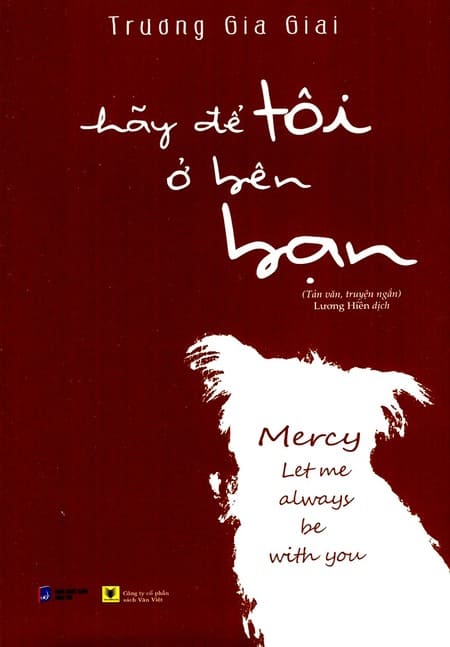 Trương Gia Giai
hãy để tôi
ở bên
bạn
(Tản văn, truyện ngắn)
Lương Hiền dịch
Mercy
Let me
always
be
with you
Công ty cổ phần
sách Văn Việt